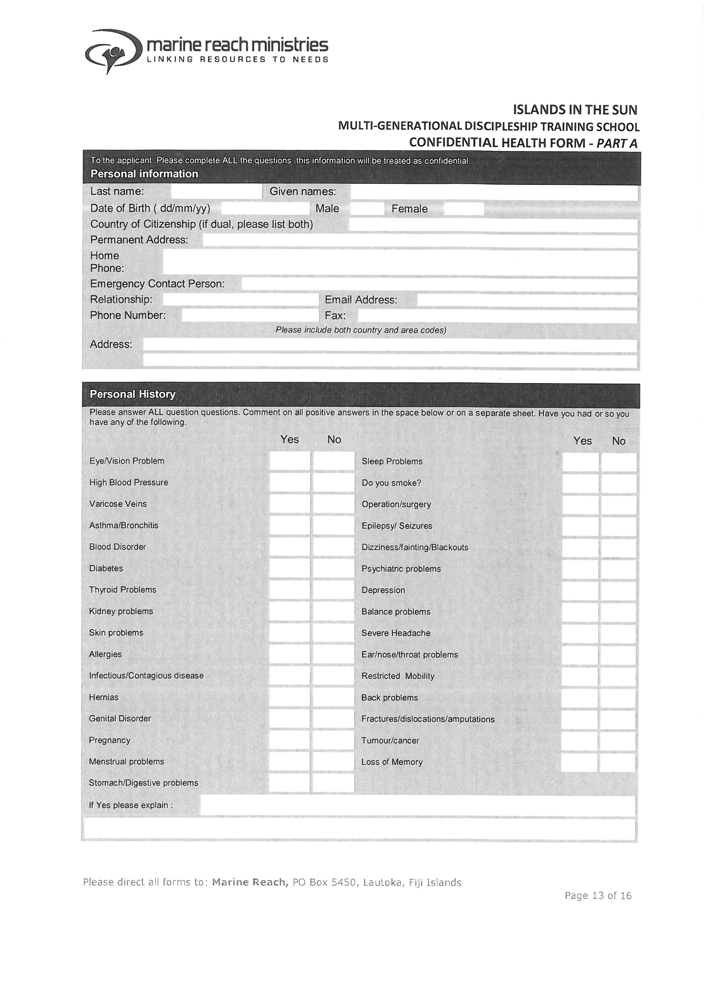 marine reach ministries
LINKING RESOURCES TO NEEDS
ISLANDS IN THE SUN
MULTI-GENERATIONAL DISCIPLESHIP TRAINING SCHOOL
CONFIDENTIAL HEALTH FORM - PART A
To the applicant: Please complete ALL the questions .this information will be treated as confidential.
Personal information
Last name: Given names:
Date of Birth ( dd/mm/yy) Male Female
Country of Citizenship (if dual, please list both)
Permanent Address:
Home
Phone:
Emergency Contact Person:
Relationship: Email Address:
Phone Number: Fax:
Please include both country and area codes)
Address:
Personal History
Please answer ALL question questions. Comment on all positive answers in the space below or on a separate sheet. Have you had or so you
have any of the following.
Yes No Yes No
Eye/Vision Problem Sleep Problems
High Blood Pressure Do you smoke?
Varicose Veins Operation/surgery
Asthma/Bronchitis Epilepsy/ Seizures
Blood Disorder Dizziness/fainting/Blackouts
Diabetes Psychiatric problems
Thyroid Problems Depression
Kidney problems Balance problems
Skin problems Severe Headache
Allergies Ear/nose/throat problems
Infectious/Contagious disease Restricted Mobility
Hernias Back problems
Genital Disorder Fractures/dislocations/amputations
Pregnancy Tumour/cancer
Menstrual problems Loss of Memory
Stomach/Digestive problems
If Yes please explain :
Please direct all forms to: Marine Reach, PO Box 5450, Lautoka, Fiji Islands
Page 13 of 16